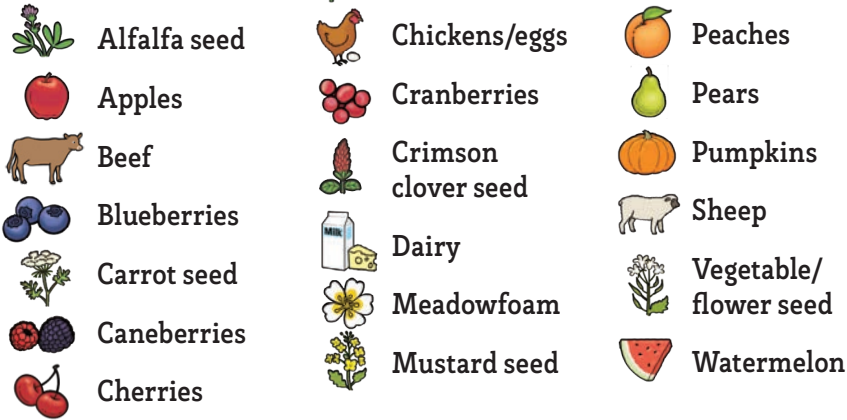 Alfalfa seed
Apples
Beef
Blueberries
Carrot seed
Caneberries
Cherries
Chickens/eggs
Cranberries
Crimson
clover seed
Dairy
Milk
Meadowfoam
Mustard seed
Peaches
Pears
Pumpkins
Sheep
Vegetable/
flower seed
Watermelon